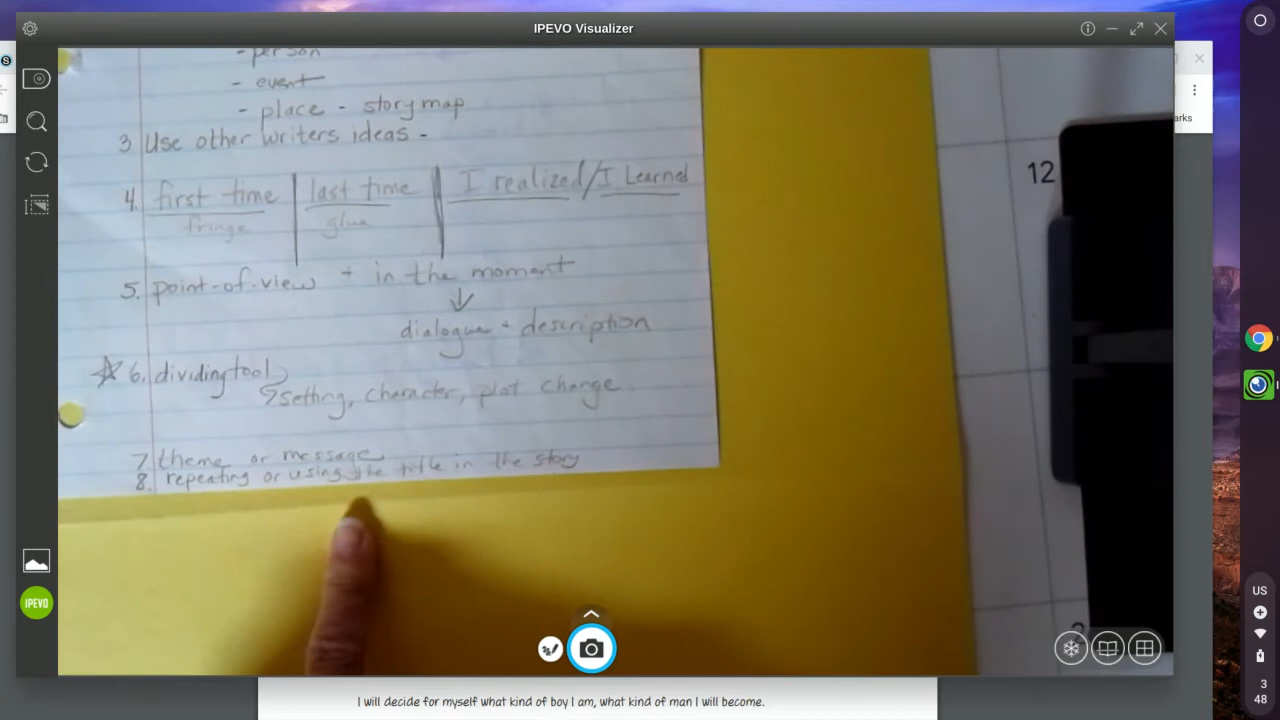 IPEVO Visualizer
- person
- event
- place - story map
3 Use other writers ideas -
4. first time | last time | I realized/I Learned
fringe glue
5. point-of-view + in the moment
dialogue + description
6. dividing tool
setting, character, plot change
7 theme or message
8. repeating or using the title in the story
12
arks
IPEVO
US
3
48
I will decide for myself what kind of boy I am, what kind of man I will become.